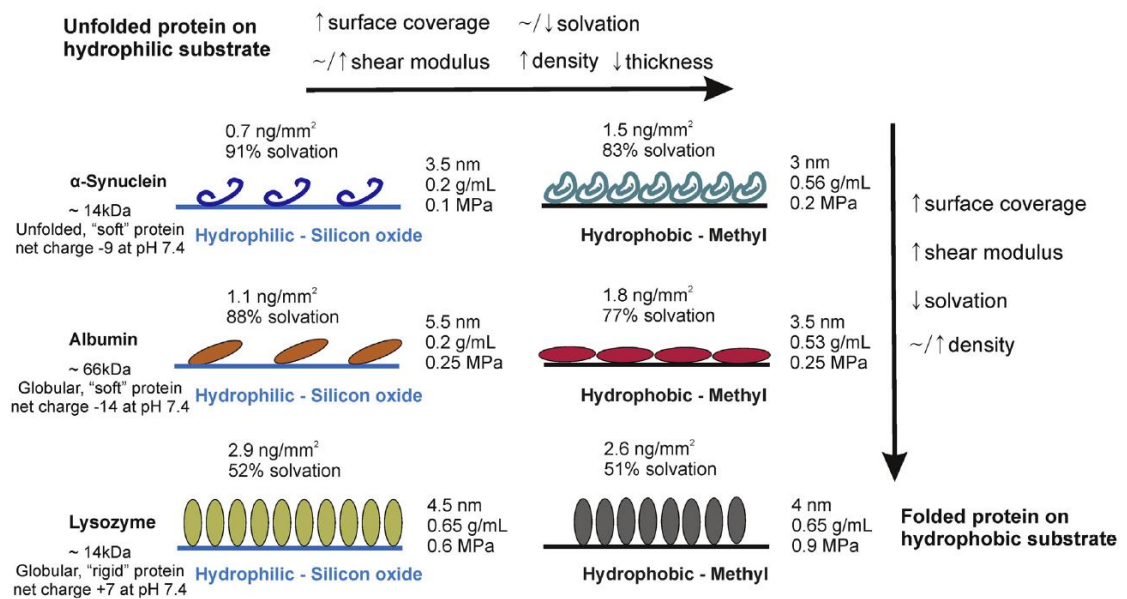 Unfolded protein on
hydrophilic substrate
↑surface coverage ~/↓solvation
~/↑shear modulus ↑density ↓thickness
0.7 ng/mm²
91% solvation
α-Synuclein
~ 14kDa
Unfolded, “soft” protein
net charge -9 at pH 7.4
3.5 nm
0.2 g/mL
0.1 MPa
Hydrophilic - Silicon oxide
1.5 ng/mm²
83% solvation
3 nm
0.56 g/mL
0.2 MPa
Hydrophobic - Methyl
1.1 ng/mm²
88% solvation
Albumin
~ 66kDa
Globular, “soft” protein
net charge -14 at pH 7.4
5.5 nm
0.2 g/mL
0.25 MPa
Hydrophilic - Silicon oxide
1.8 ng/mm²
77% solvation
3.5 nm
0.53 g/mL
0.25 MPa
Hydrophobic - Methyl
2.9 ng/mm²
52% solvation
Lysozyme
~ 14kDa
Globular, “rigid” protein
net charge +7 at pH 7.4
4.5 nm
0.65 g/mL
0.6 MPa
Hydrophilic - Silicon oxide
2.6 ng/mm²
51% solvation
4 nm
0.65 g/mL
0.9 MPa
Hydrophobic - Methyl
↑surface coverage
↑shear modulus
↓solvation
~/↑density
Folded protein on
hydrophobic substrate